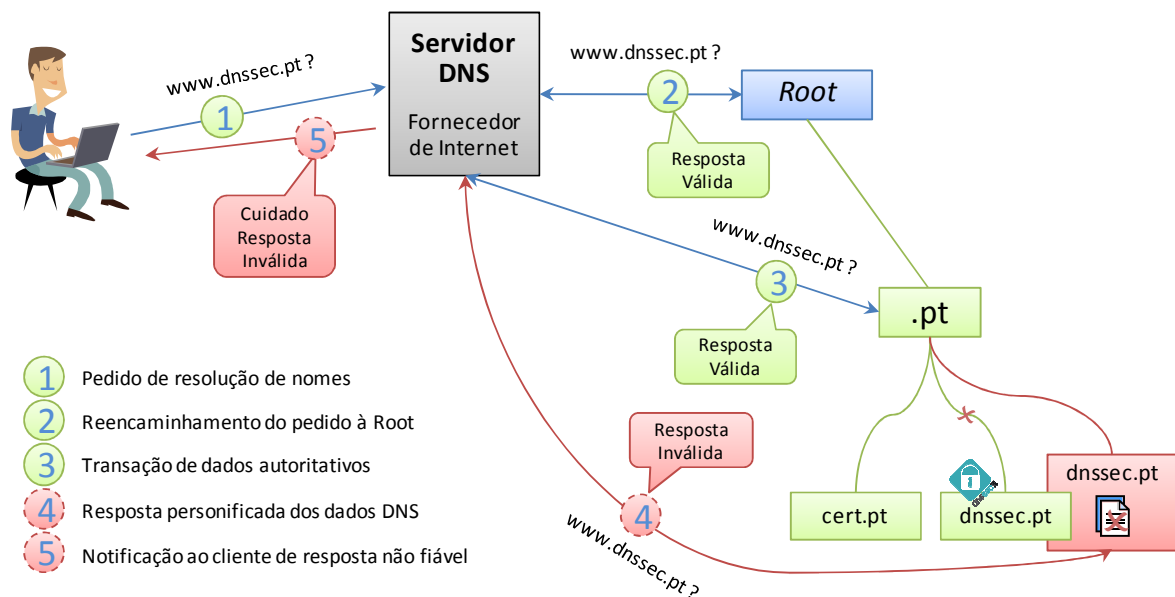 www.dnssec.pt ?
1
5
Cuidado
Resposta
Inválida
Servidor
DNS
Fornecedor
de Internet
www.dnssec.pt ?
2
Resposta
Válida
Root
www.dnssec.pt ?
3
Resposta
Válida
.pt
1 Pedido de resolução de nomes
2 Reencaminhamento do pedido à Root
3 Transação de dados autoritativos
4 Resposta personificada dos dados DNS
5 Notificação ao cliente de resposta não fiável
Resposta
Inválida
4
www.dnssec.pt ?
cert.pt
dnssec.pt
dnssec.pt